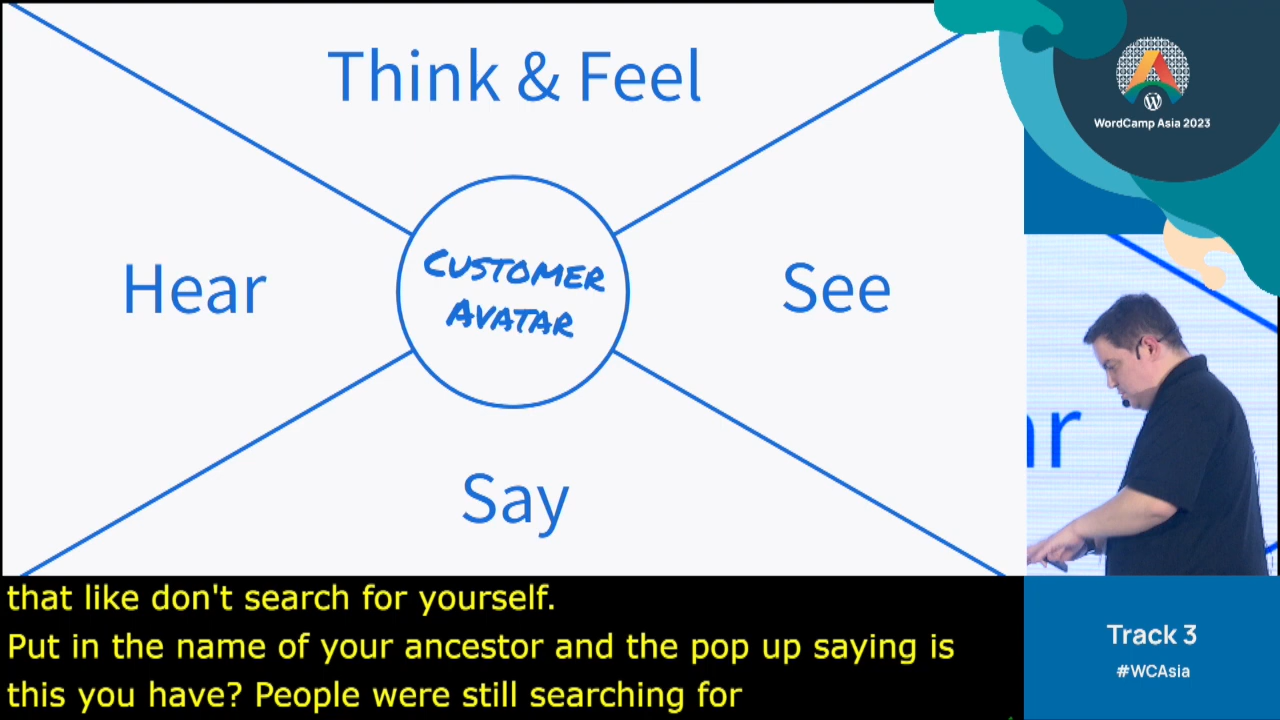 Think & Feel
WordCamp Asia 2023
Hear
CUSTOMER
AVATAR
See
ar
Say
that like don't search for yourself.
Put in the name of your ancestor and the pop up saying is
this you have? People were still searching for
Track 3
#WCAsia